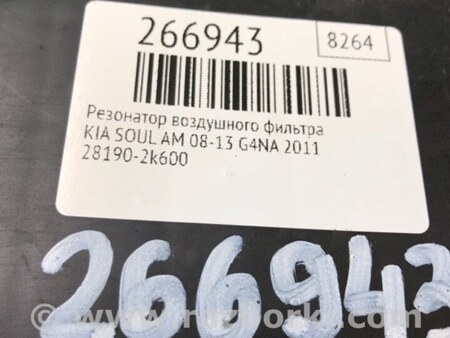 266943
8264
Резонатор воздушного фильтра
KIA SOUL AM 08-13 G4NA 2011
28190-2k600
266943